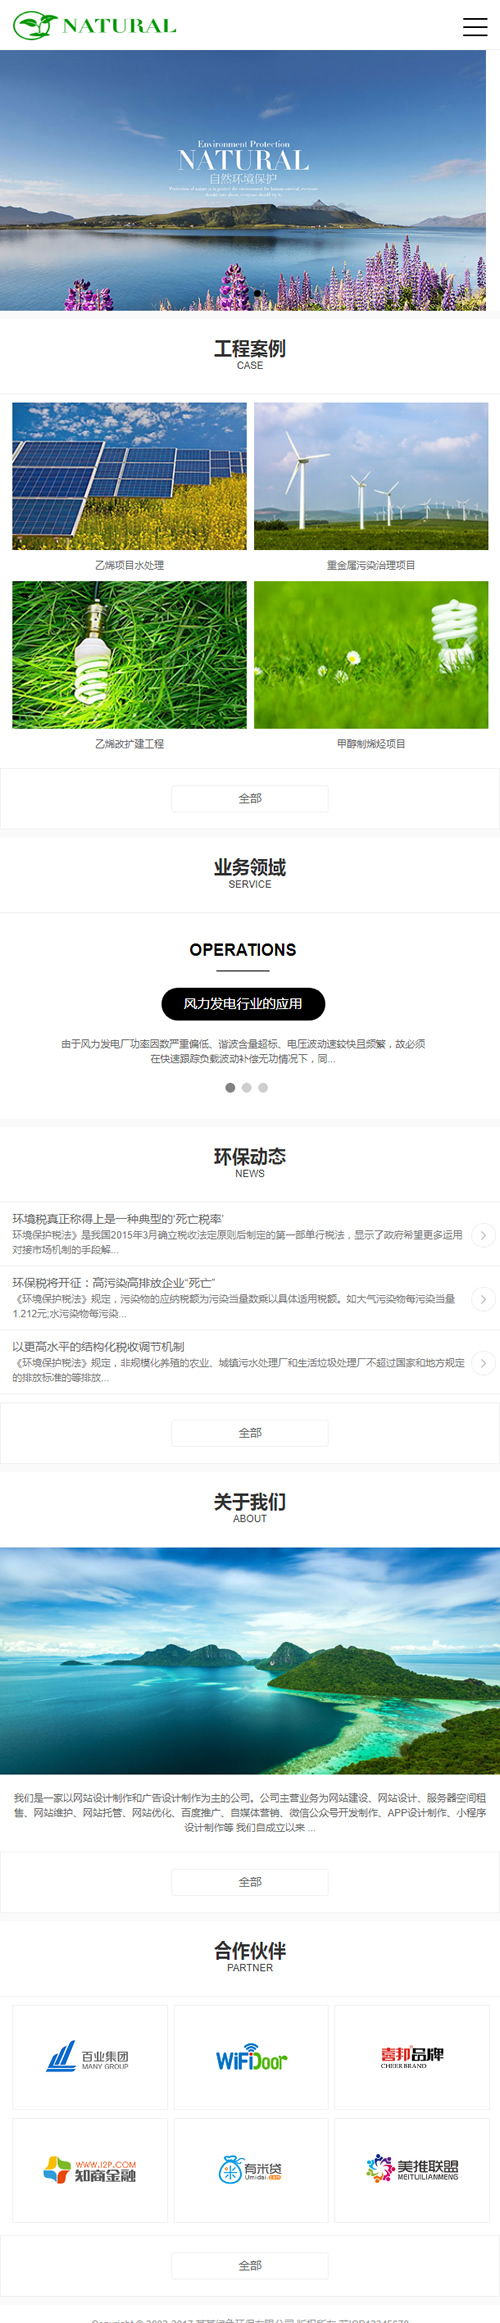 NATURAL
Environment Protection
NATURAL
自然环境保护
工程案例
CASE
乙烯项目水处理
重金属污染治理项目
乙烯改扩建工程
甲醇制烯烃项目
全部
业务领域
SERVICE
OPERATIONS
风力发电行业的应用
由于风力发电厂功率因数严重偏低、谐波含量超标、电压波动速较快且频繁，故必须
在快速跟踪负载波动补偿无功情况下，同...
环保动态
NEWS
环境税真正称得上是一种典型的‘死亡税率’
环境保护税法》是我国2015年3月确立税收法定原则后制定的第一部单行税法，显示了政府希望更多运用
对接市场机制的手段解...
环保税将开征：高污染高排放企业“死亡”
《环境保护税法》规定，污染物的应纳税额为污染当量数乘以具体适用税额。如大气污染物每污染当量
1.212元;水污染物每污染...
以更高水平的结构化税收调节机制
《环境保护税法》规定，非规模化养殖的农业、城镇污水处理厂和生活垃圾处理厂不超过国家和地方规定
的排放标准的等排放...
全部
关于我们
ABOUT
我们是一家以网站设计制作和广告设计制作为主的公司。公司主营业务为网站建设、网站设计、服务器空间租
售、网站维护、网站托管、网站优化、百度推广、自媒体营销、微信公众号开发制作、APP设计制作、小程序
设计制作等 我们自成立以来 ...
全部
合作伙伴
PARTNER
百业集团
MANY GROUP
WiFiDoor
喜邦品牌
CHEER BRAND
WWW.I2P.COM
知商金融
有米贷
Umidai.com
美推联盟
MEITUILIANMENG
全部